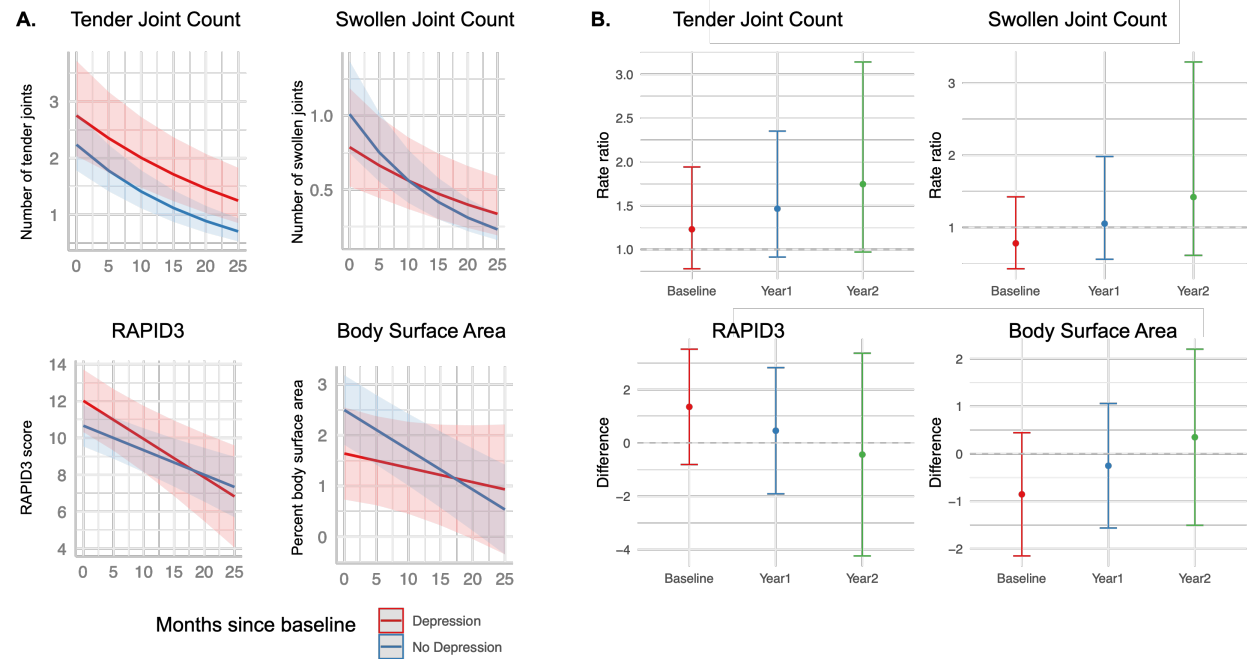 A.
Tender Joint Count
Swollen Joint Count
Number of tender joints
3
2
1
0 5 10 15 20 25
Number of swollen joints
1.0
0.5
0 5 10 15 20 25
RAPID3
Body Surface Area
RAPID3 score
14
12
10
8
6
4
0 5 10 15 20 25
Percent body surface area
3
2
1
0
0 5 10 15 20 25
Months since baseline
Depression
No Depression
B.
Tender Joint Count
Swollen Joint Count
Rate ratio
3.0
2.5
2.0
1.5
1.0
Baseline Year1 Year2
Rate ratio
3
2
1
Baseline Year1 Year2
RAPID3
Body Surface Area
Difference
2
0
−2
−4
Baseline Year1 Year2
Difference
2
1
0
−1
−2
Baseline Year1 Year2